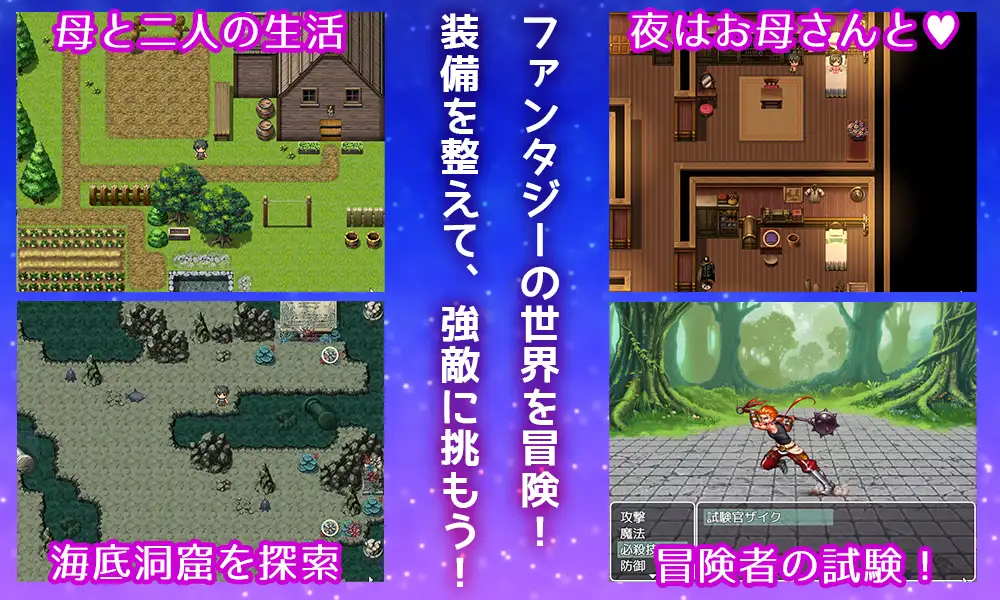 母と二人の生活
ファンタジーの世界を冒険！
装備を整えて、強敵に挑もう！
夜はお母さんと♥
海底洞窟を探索
攻撃
魔法
必殺技
防御
試験官ザイク
冒険者の試験！